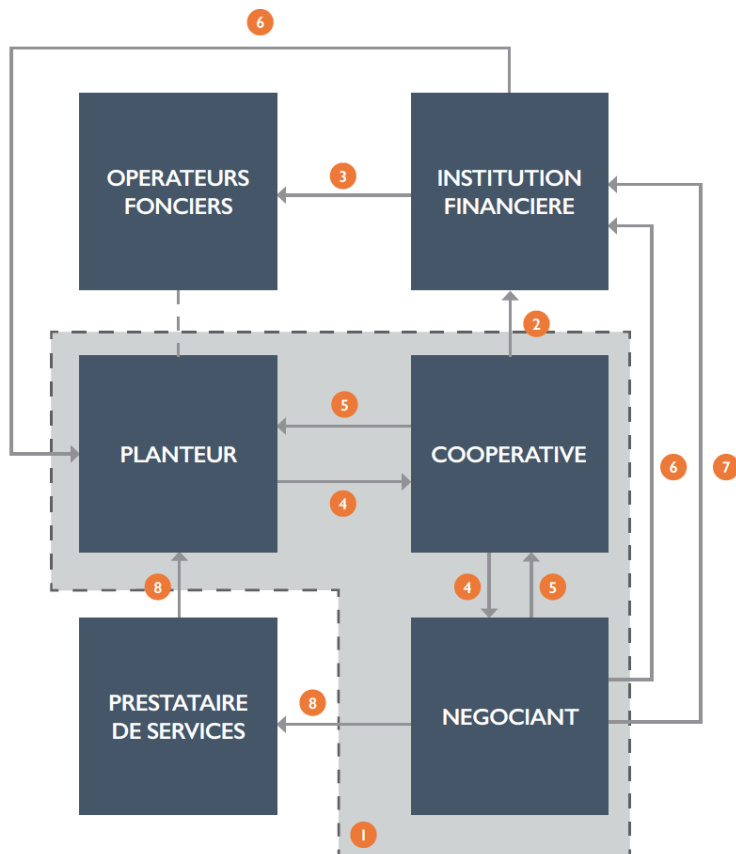 6
OPERATEURS
FONCIERS
3
INSTITUTION
FINANCIERE
2
PLANTEUR
5
4
COOPERATIVE
6
7
8
4
5
PRESTATAIRE
DE SERVICES
8
NEGOCIANT
1